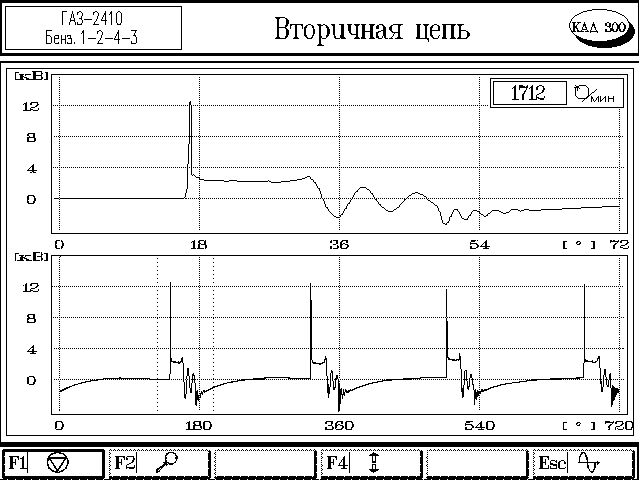 ГАЗ-2410
Бенз. 1-2-4-3
Вторичная цепь
КАД 300
[кВ]
1712 мин
12
8
4
0
0 18 36 54 [ ° ] 72
[кВ]
12
8
4
0
0 180 360 540 [ ° ] 720
F1 F2 F4 Esc